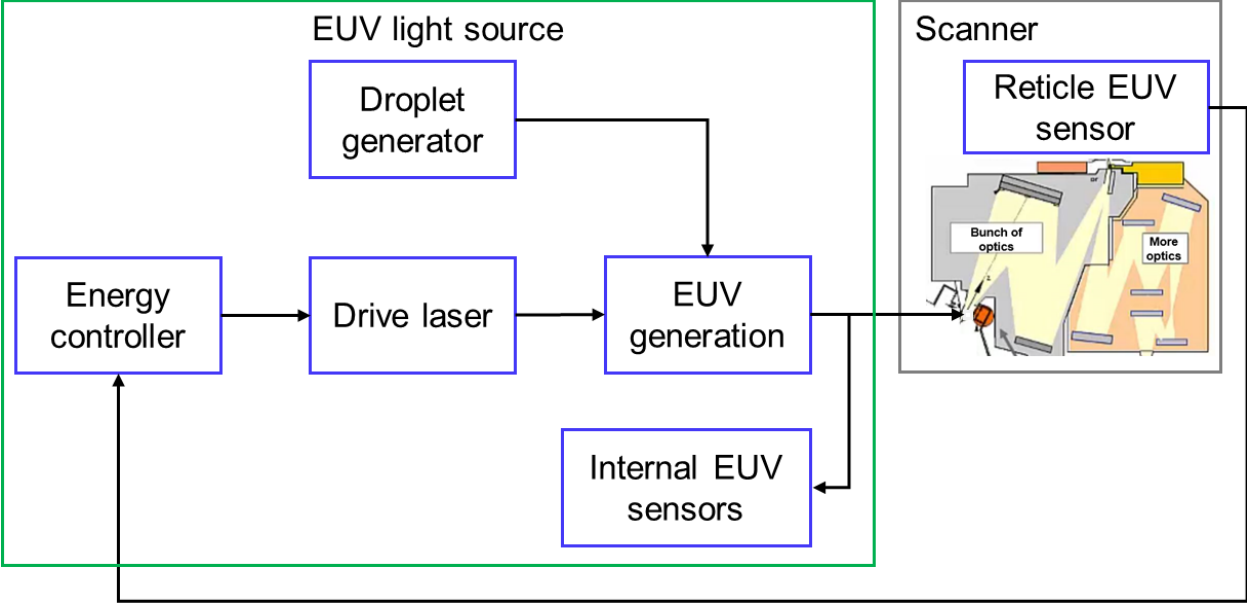 EUV light source
Scanner
Droplet
generator
Reticle EUV
sensor
Bunch of
optics
More
optics
Energy
controller
Drive laser
EUV
generation
Internal EUV
sensors